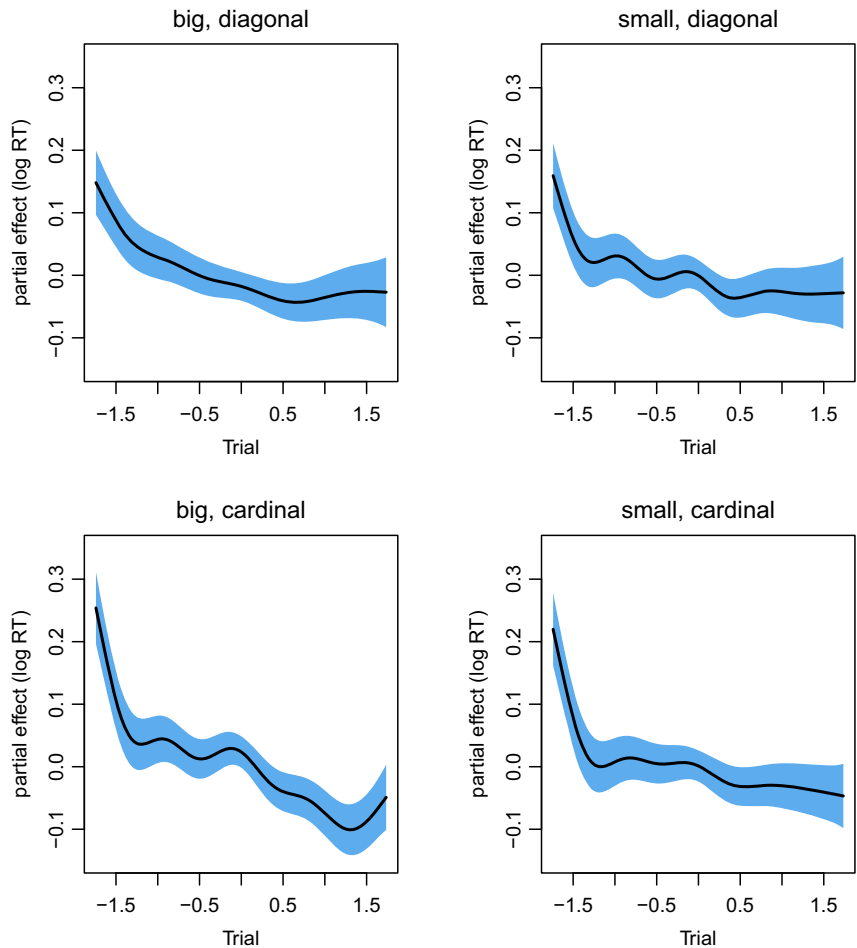 big, diagonal
partial effect (log RT)
0.3
0.2
0.1
0.0
−0.1
−1.5 −0.5 0.5 1.5
Trial
small, diagonal
partial effect (log RT)
0.3
0.2
0.1
0.0
−0.1
−1.5 −0.5 0.5 1.5
Trial
big, cardinal
partial effect (log RT)
0.3
0.2
0.1
0.0
−0.1
−1.5 −0.5 0.5 1.5
Trial
small, cardinal
partial effect (log RT)
0.3
0.2
0.1
0.0
−0.1
−1.5 −0.5 0.5 1.5
Trial